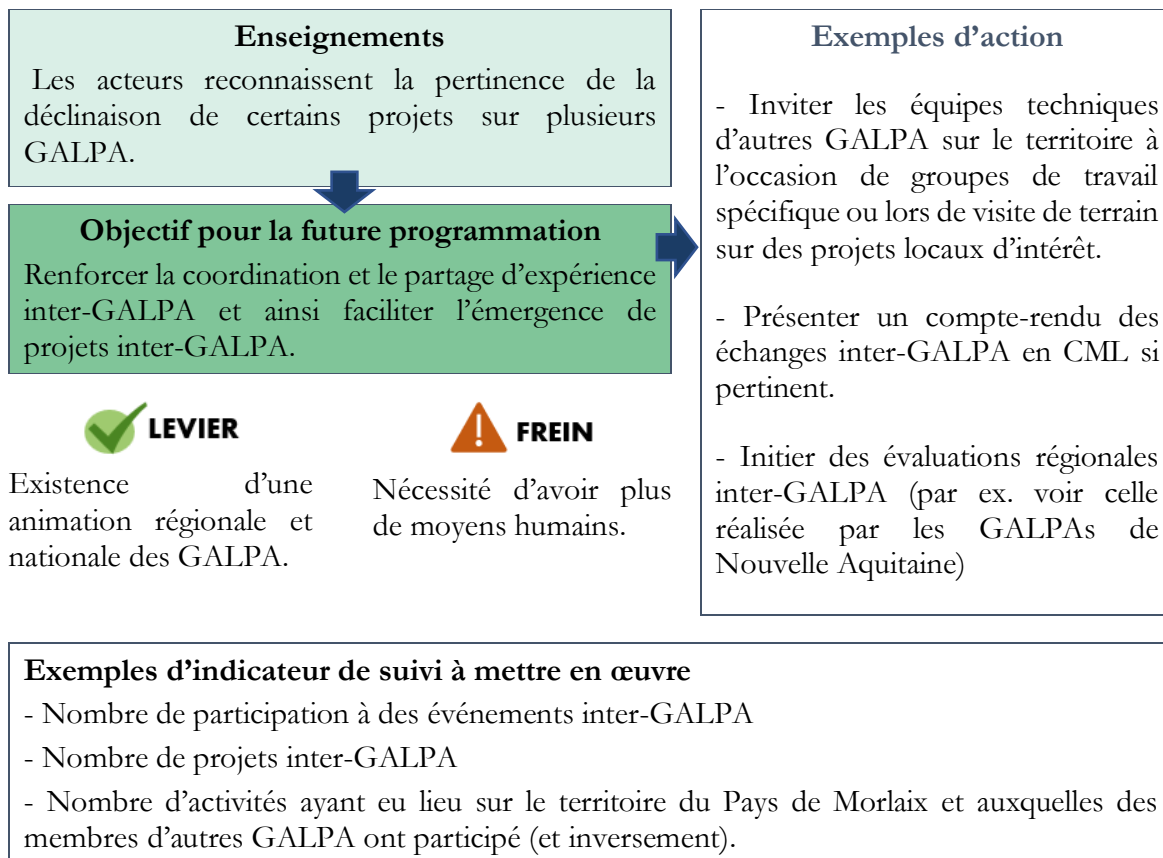 Enseignements
Les acteurs reconnaissent la pertinence de la
déclinaison de certains projets sur plusieurs
GALPA.
Objectif pour la future programmation
Renforcer la coordination et le partage d’expérience
inter-GALPA et ainsi faciliter l’émergence de
projets inter-GALPA.
LEVIER
Existence d’une
animation régionale et
nationale des GALPA.
FREIN
Nécessité d’avoir plus
de moyens humains.
Exemples d’action
- Inviter les équipes techniques
d’autres GALPA sur le territoire à
l’occasion de groupes de travail
spécifique ou lors de visite de terrain
sur des projets locaux d’intérêt.
- Présenter un compte-rendu des
échanges inter-GALPA en CML si
pertinent.
- Initier des évaluations régionales
inter-GALPA (par ex. voir celle
réalisée par les GALPAs de
Nouvelle Aquitaine)
Exemples d’indicateur de suivi à mettre en œuvre
- Nombre de participation à des événements inter-GALPA
- Nombre de projets inter-GALPA
- Nombre d’activités ayant eu lieu sur le territoire du Pays de Morlaix et auxquelles des
membres d’autres GALPA ont participé (et inversement).